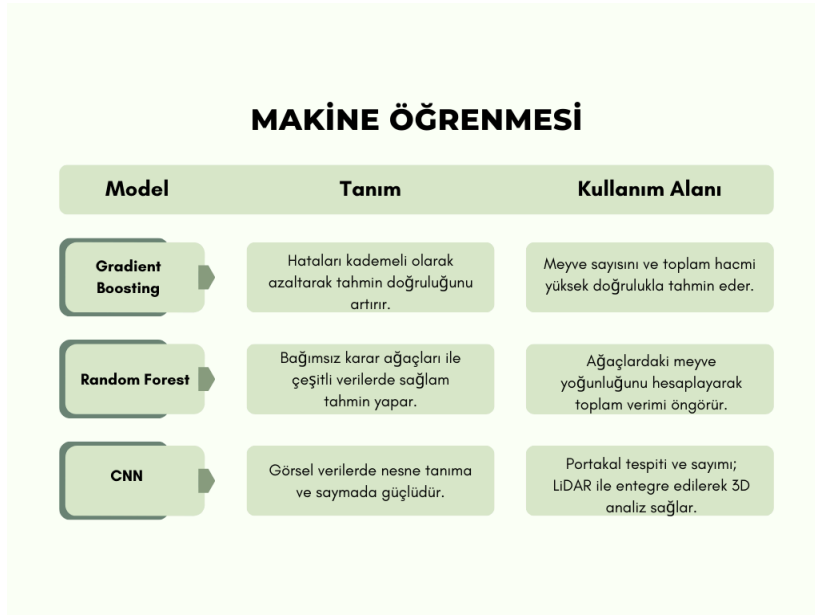 MAKİNE ÖĞRENMESİ
Model
Tanım
Kullanım Alanı
Gradient
Boosting
Hataları kademeli olarak
azaltarak tahmin doğruluğunu
artırır.
Meyve sayısını ve toplam hacmi
yüksek doğrulukla tahmin eder.
Random Forest
Bağımsız karar ağaçları ile
çeşitli verilerde sağlam
tahmin yapar.
Ağaçlardaki meyve
yoğunluğunu hesaplayarak
toplam verimi öngörür.
CNN
Görsel verilerde nesne tanıma
ve saymada güçlüdür.
Portakal tespiti ve sayımı;
LiDAR ile entegre edilerek 3D
analiz sağlar.